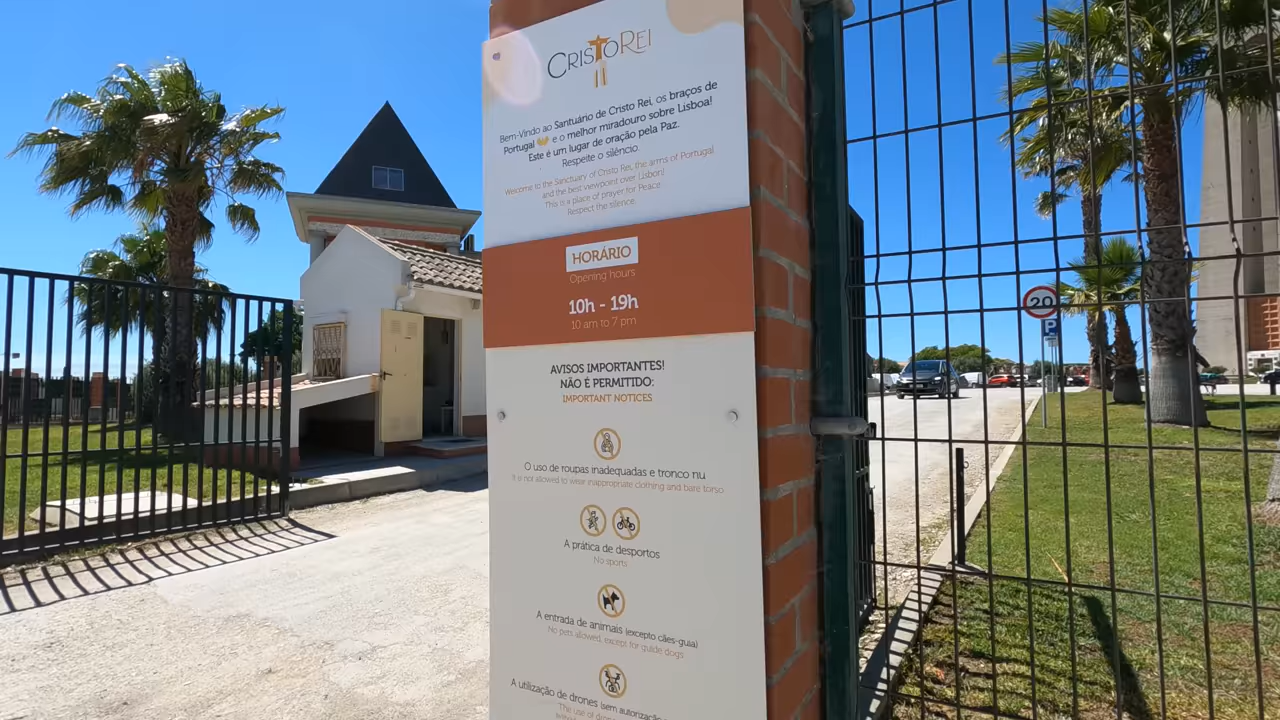 CRISTO REI
Bem-Vindo ao Santuário de Cristo Rei, os braços de
Portugal e o melhor miradouro sobre Lisboa!
Este é um lugar de oração pela Paz.
Respeite o silêncio.
Welcome to the Sanctuary of Cristo Rei, the arms of Portugal
and the best viewpoint over Lisbon!
This is a place of prayer for Peace.
Respect the silence.
HORÁRIO
Opening hours
10h - 19h
10 am to 7 pm
AVISOS IMPORTANTES!
NÃO É PERMITIDO:
IMPORTANT NOTICES
O uso de roupas inadequadas e tronco nu
It is not allowed to wear inappropriate clothing and bare torso
A prática de desportos
No sports
A entrada de animais (excepto cães-guia)
No pets allowed, except for guide dogs
A utilização de drones (sem autorização
The use of
20
P